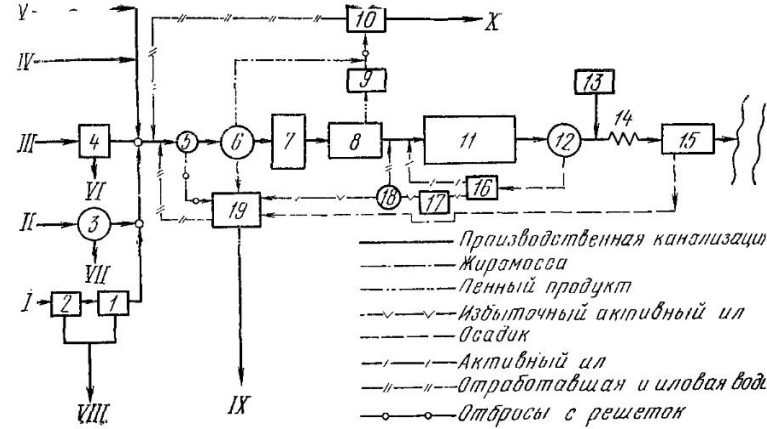 V
10
X
IV
9
13
14
III
4
5
6
7
8
11
12
15
VI
16
18
17
II
3
19
VII
I
2
1
VIII
IX
Производственная канализаци
Жиромасса
Пенный продукт
Избыточный активный ил
Осадок
Активный ил
Отработавшая и иловая вода
Отбросы с решеток